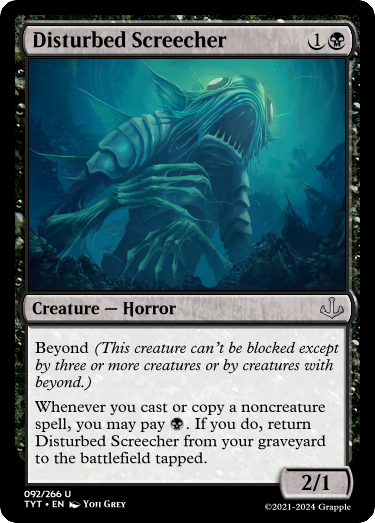 Disturbed Screecher 1
Creature — Horror
Beyond (This creature can't be blocked except
by three or more creatures or by creatures with
beyond.)
Whenever you cast or copy a noncreature
spell, you may pay . If you do, return
Disturbed Screecher from your graveyard
to the battlefield tapped.
2/1
092/266 U
TYT • EN Yoti Grey
©2021-2024 Grapple